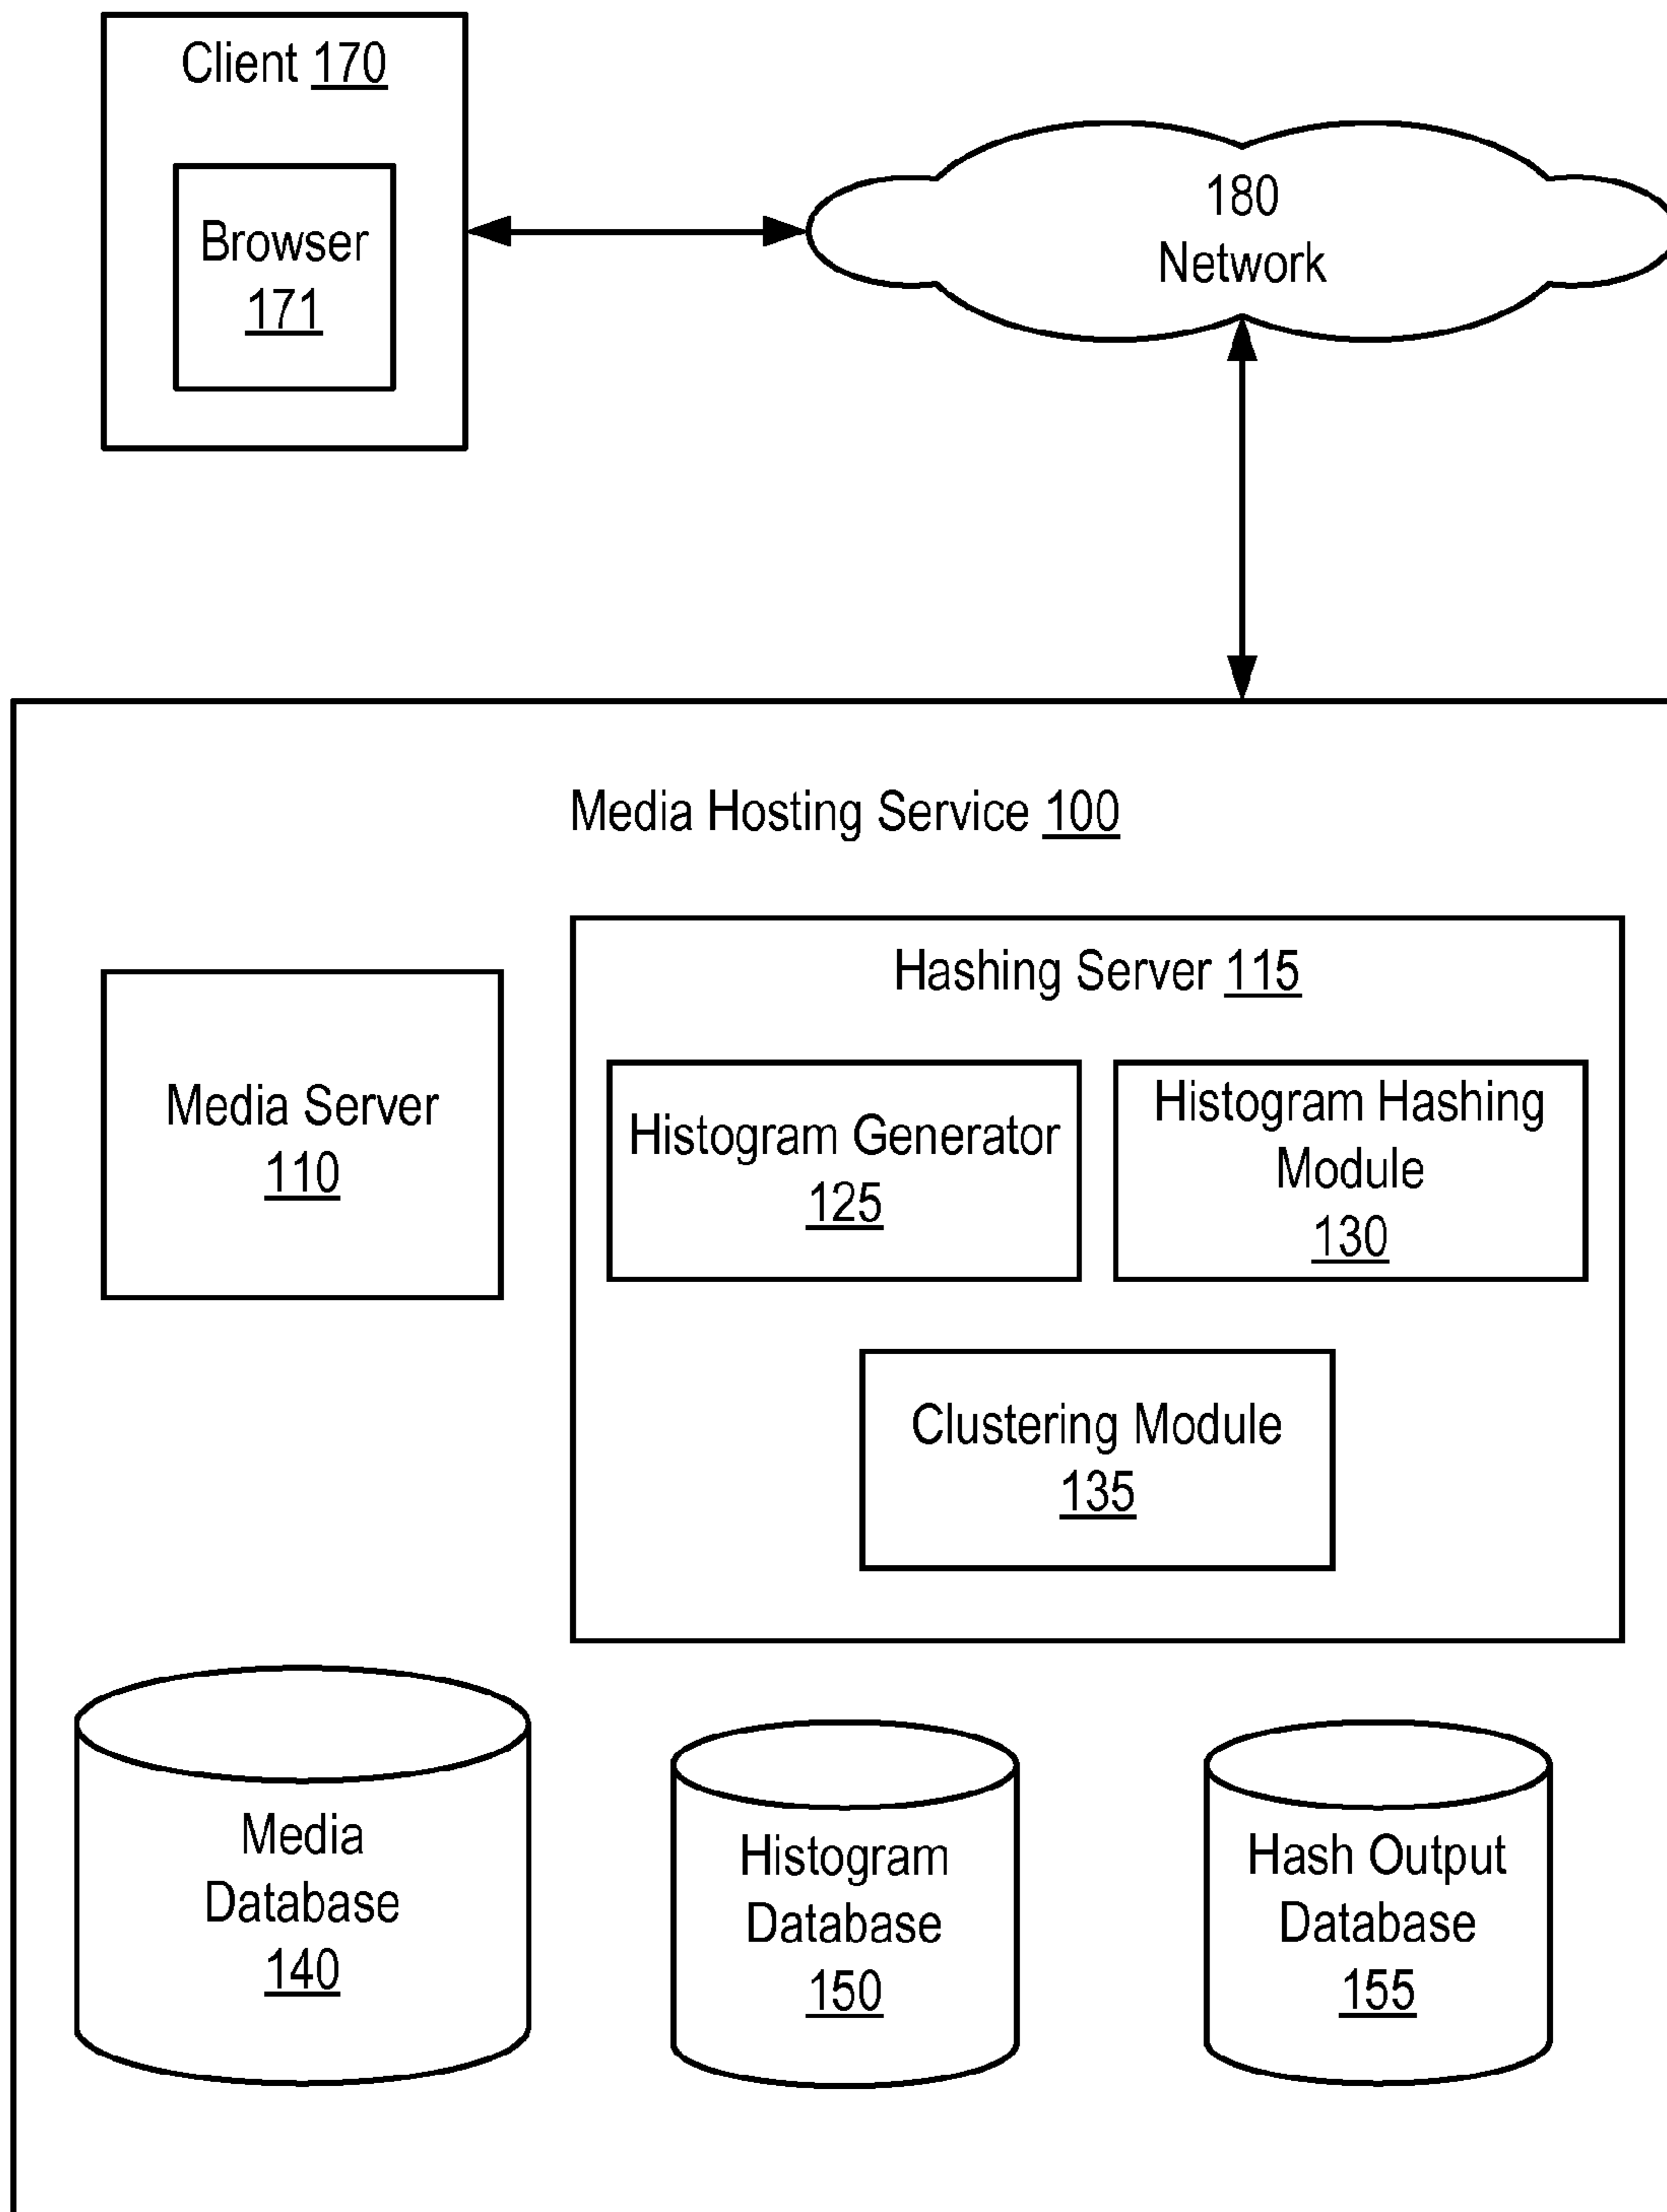 Client 170
Browser
171
180
Network
Media Hosting Service 100
Hashing Server 115
Media Server
110
Histogram Generator
125
Histogram Hashing
Module
130
Clustering Module
135
Media
Database
140
Histogram
Database
150
Hash Output
Database
155